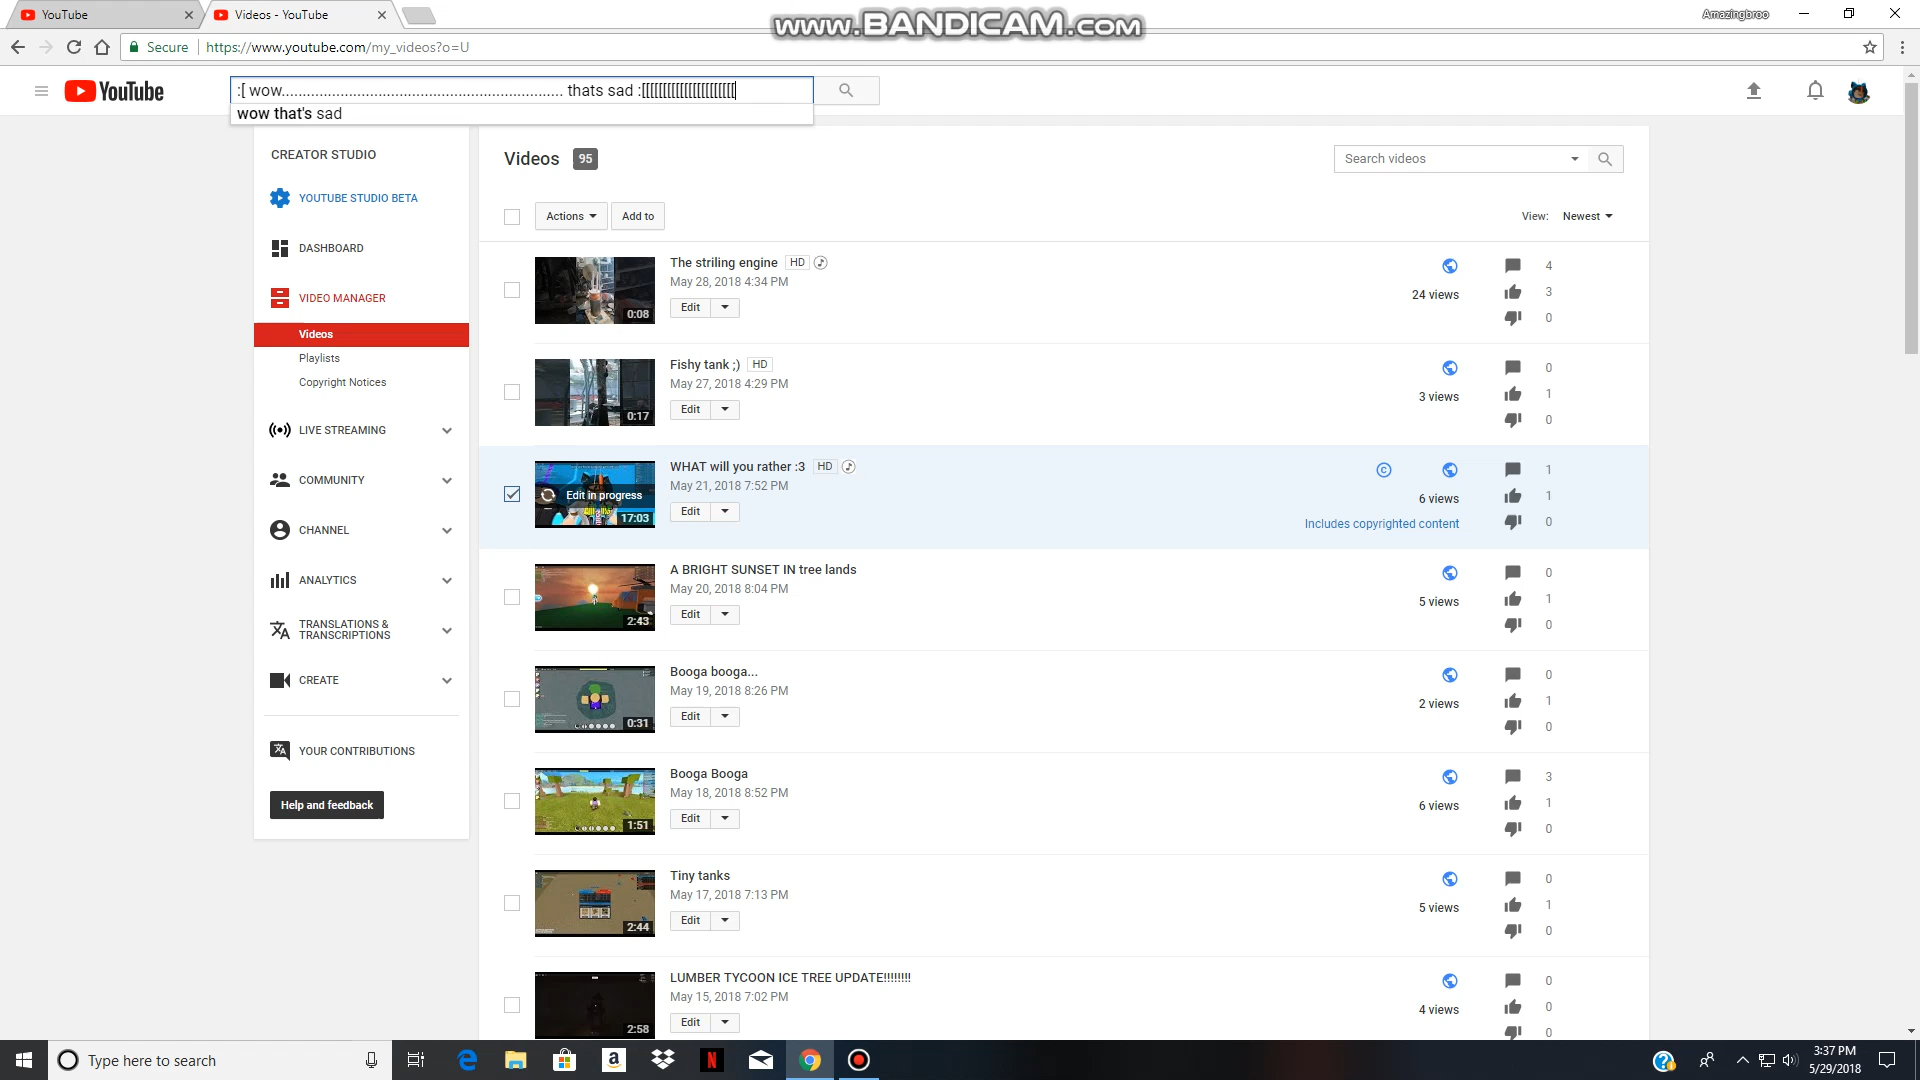 YouTube
Videos - YouTube
www.BANDICAM.com
Amazingbroo
Secure
https://www.youtube.com/my_videos?o=U
YouTube
:[ wow................................................................... thats sad :[[[[[[[[[[[[[[[[[[[[[[
wow that's sad
CREATOR STUDIO
YOUTUBE STUDIO BETA
DASHBOARD
VIDEO MANAGER
Videos
Playlists
Copyright Notices
LIVE STREAMING
COMMUNITY
CHANNEL
ANALYTICS
TRANSLATIONS &
TRANSCRIPTIONS
CREATE
YOUR CONTRIBUTIONS
Help and feedback
Videos 95
Search videos
Actions
Add to
View: Newest
The striling engine HD
May 28, 2018 4:34 PM
Edit
0:08
24 views
4
3
0
Fishy tank ;) HD
May 27, 2018 4:29 PM
Edit
0:17
3 views
0
1
0
WHAT will you rather :3 HD
May 21, 2018 7:52 PM
Edit
Edit in progress
17:03
6 views
Includes copyrighted content
1
1
0
A BRIGHT SUNSET IN tree lands
May 20, 2018 8:04 PM
Edit
2:43
5 views
0
1
0
Booga booga...
May 19, 2018 8:26 PM
Edit
0:31
2 views
0
1
0
Booga Booga
May 18, 2018 8:52 PM
Edit
1:51
6 views
3
1
0
Tiny tanks
May 17, 2018 7:13 PM
Edit
2:44
5 views
0
1
0
LUMBER TYCOON ICE TREE UPDATE!!!!!!!!
May 15, 2018 7:02 PM
Edit
2:58
4 views
0
0
0
Type here to search
3:37 PM
5/29/2018